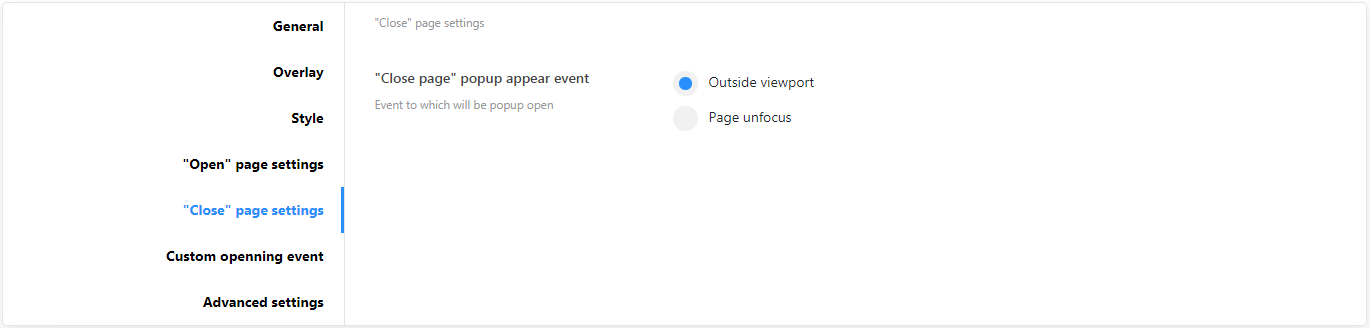 General
Overlay
Style
"Open" page settings
"Close" page settings
Custom openning event
Advanced settings
"Close" page settings
"Close page" popup appear event
Event to which will be popup open
Outside viewport
Page unfocus